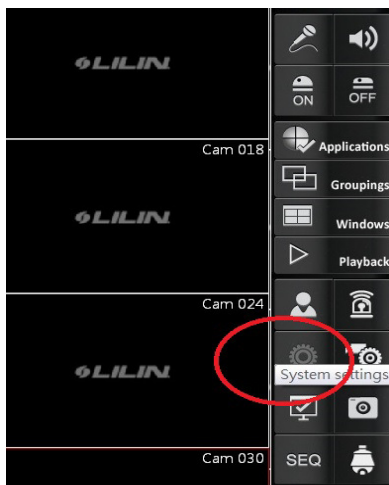 LILIN
ON
OFF
Cam 018
Applications
Groupings
LILIN
Windows
Playback
Cam 024
LILIN
System settings
Cam 030
SEQ